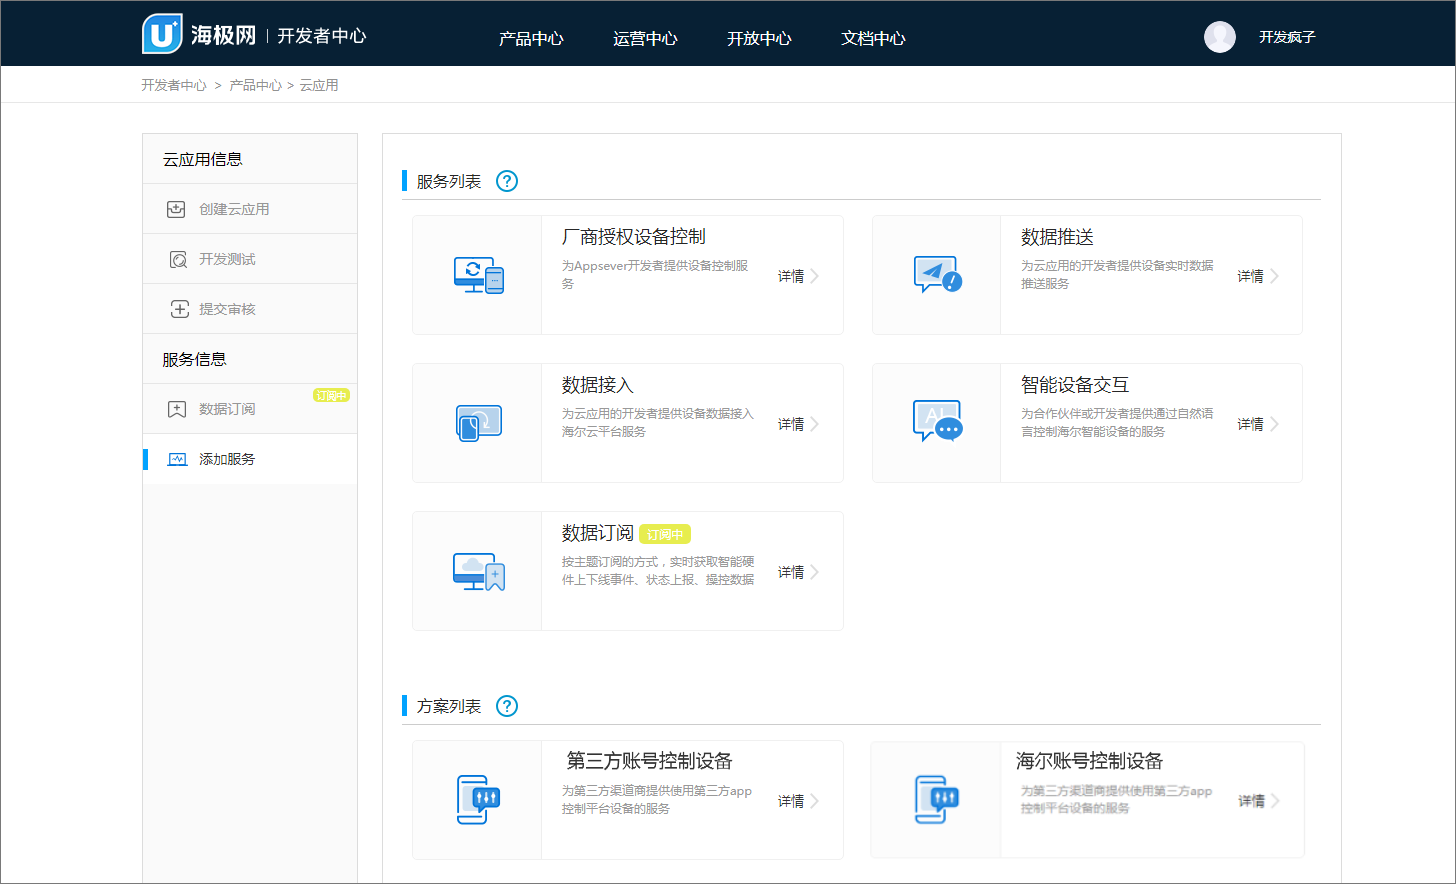 海极网 | 开发者中心
产品中心 运营中心 开放中心 文档中心
开发疯子
开发者中心 > 产品中心 > 云应用
云应用信息
创建云应用
开发测试
提交审核
服务信息
数据订阅 订阅中
添加服务
服务列表 ?
厂商授权设备控制
为Appsever开发者提供设备控制服
务
详情
数据推送
为云应用的开发者提供设备实时数据
推送服务
详情
数据接入
为云应用的开发者提供设备数据接入
海尔云平台服务
详情
AI
智能设备交互
为合作伙伴或开发者提供通过自然语
言控制海尔智能设备的服务
详情
数据订阅 订阅中
按主题订阅的方式，实时获取智能硬
件上下线事件、状态上报、操控数据
详情
方案列表 ?
第三方账号控制设备
为第三方渠道商提供使用第三方app
控制平台设备的服务
详情
海尔账号控制设备
为第三方渠道商提供使用第三方app
控制平台设备的服务
详情